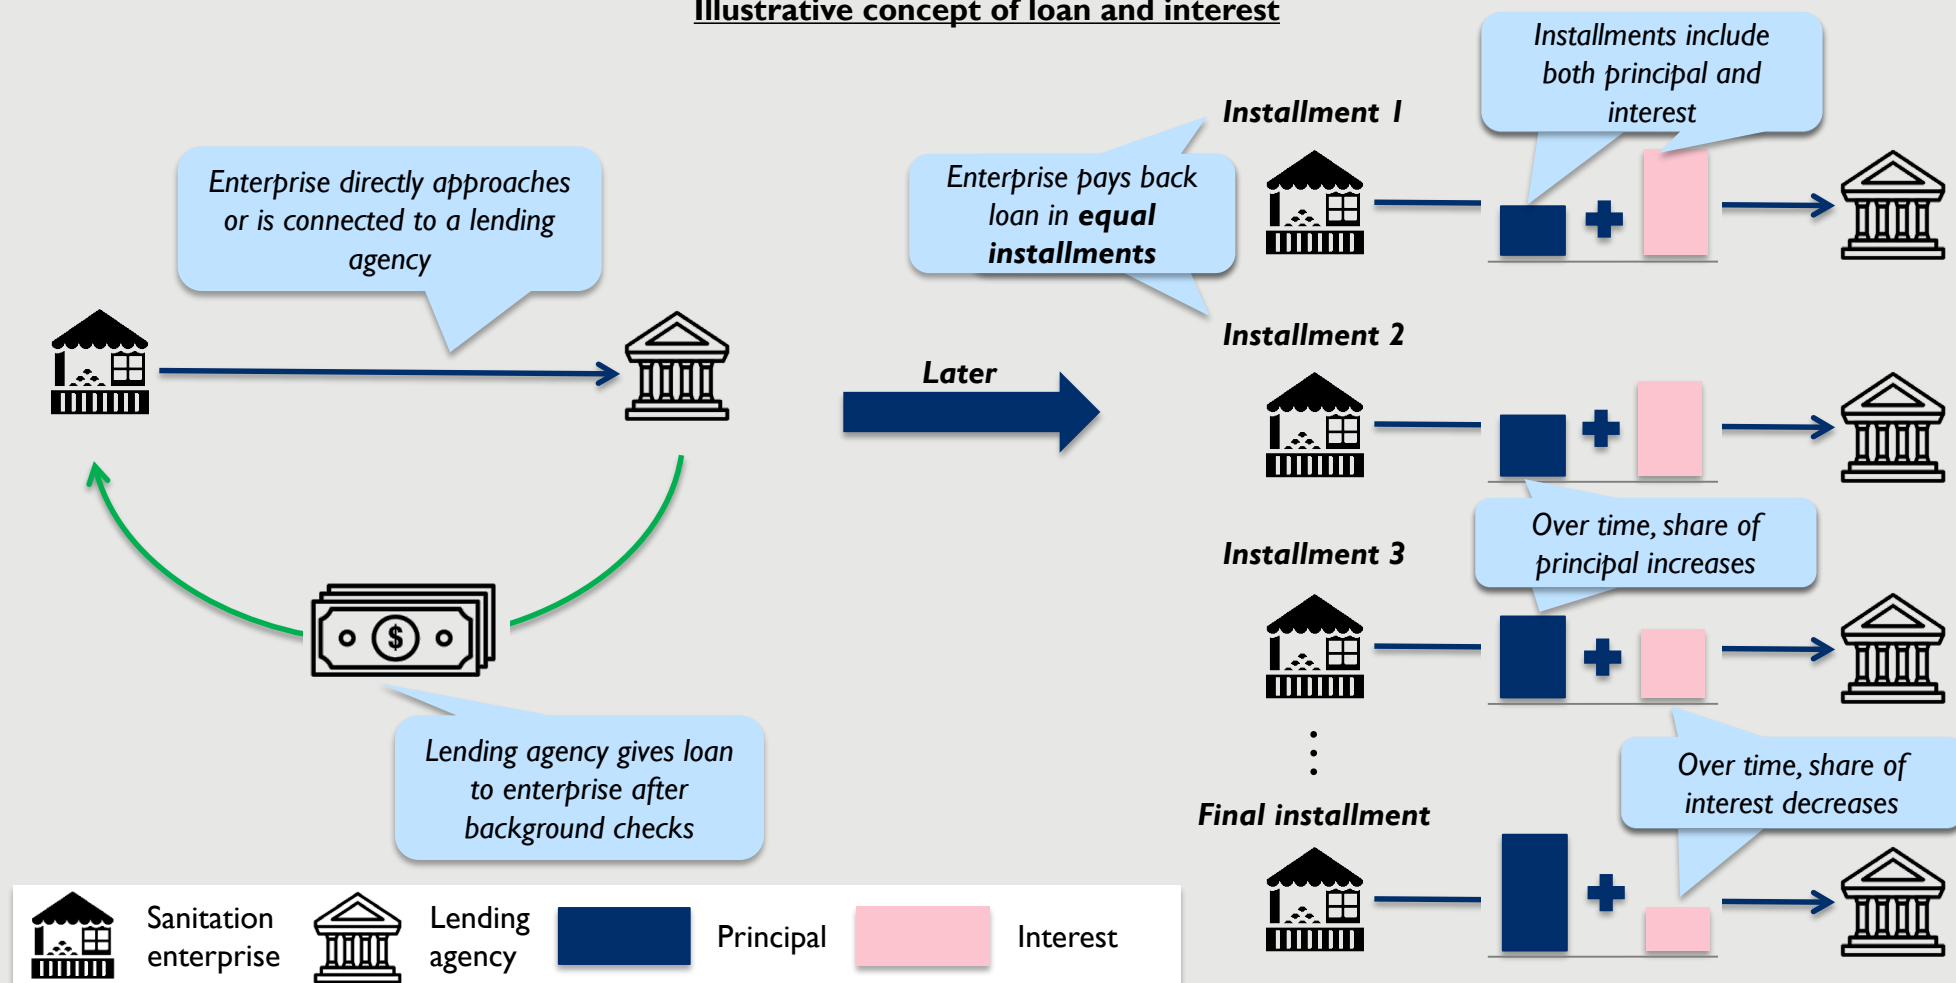 Illustrative concept of loan and interest
Enterprise directly approaches
or is connected to a lending
agency
Lending agency gives loan
to enterprise after
background checks
Later
Enterprise pays back
loan in equal
installments
Installments include
both principal and
interest
Installment 1
Installment 2
Over time, share of
principal increases
Installment 3
Over time, share of
interest decreases
Final installment
$
Sanitation
enterprise
Lending
agency
Principal
Interest